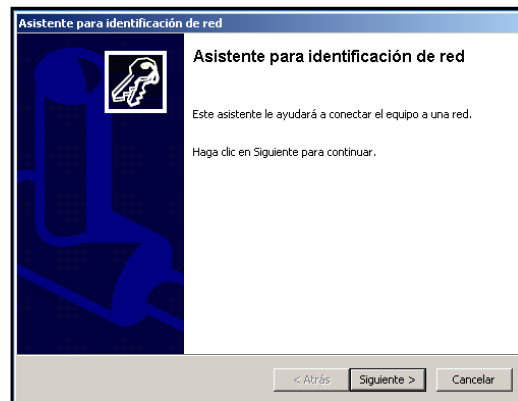 Asistente para identificación de red
Asistente para identificación de red
Este asistente le ayudará a conectar el equipo a una red.
Haga clic en Siguiente para continuar.
< Atrás Siguiente > Cancelar